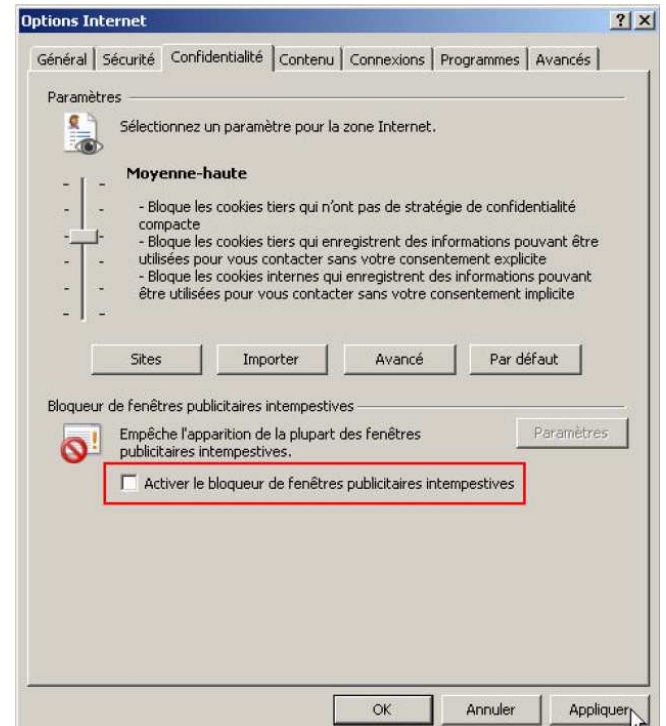 Options Internet
Général Sécurité Confidentialité Contenu Connexions Programmes Avancés
Paramètres
Sélectionnez un paramètre pour la zone Internet.
Moyenne-haute
- Bloque les cookies tiers qui n'ont pas de stratégie de confidentialité
compacte
- Bloque les cookies tiers qui enregistrent des informations pouvant être
utilisées pour vous contacter sans votre consentement explicite
- Bloque les cookies internes qui enregistrent des informations pouvant
être utilisées pour vous contacter sans votre consentement implicite
Sites Importer Avancé Par défaut
Bloqueur de fenêtres publicitaires intempestives
Empêche l'apparition de la plupart des fenêtres
publicitaires intempestives.
Paramètres
Activer le bloqueur de fenêtres publicitaires intempestives
OK Annuler Appliquer